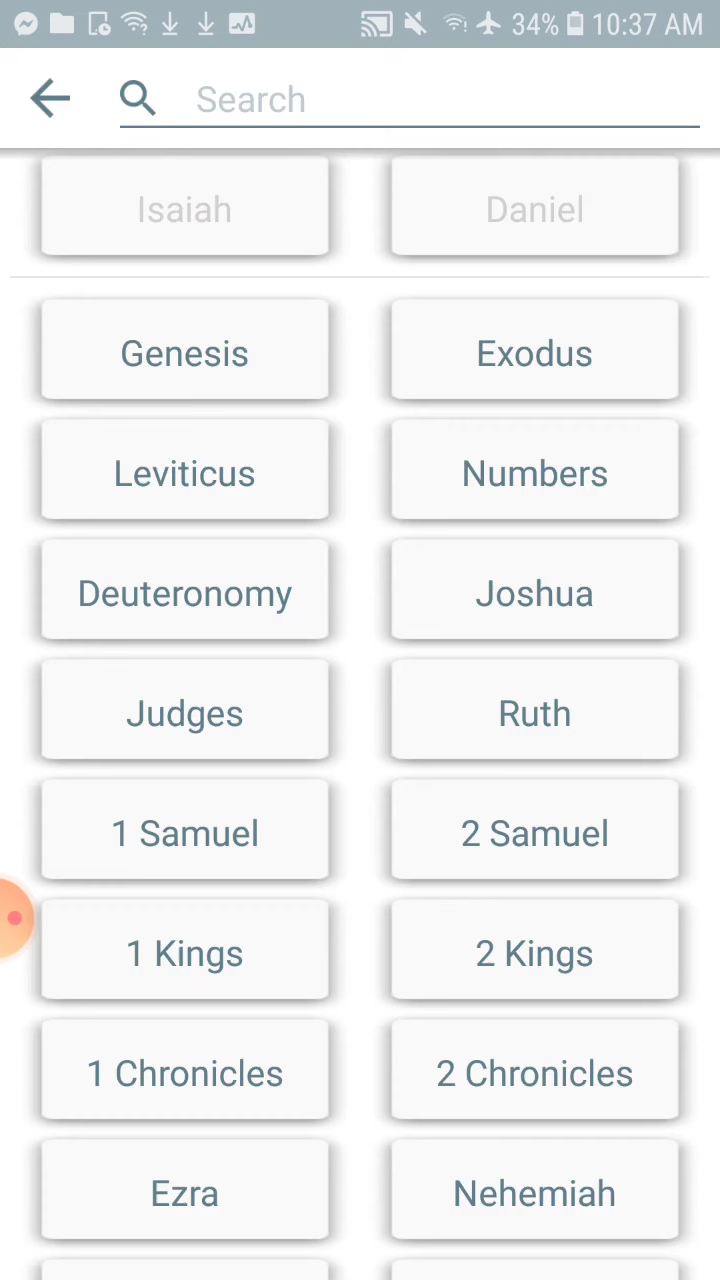 34% 10:37 AM
Search
Isaiah Daniel
Genesis Exodus
Leviticus Numbers
Deuteronomy Joshua
Judges Ruth
1 Samuel 2 Samuel
1 Kings 2 Kings
1 Chronicles 2 Chronicles
Ezra Nehemiah